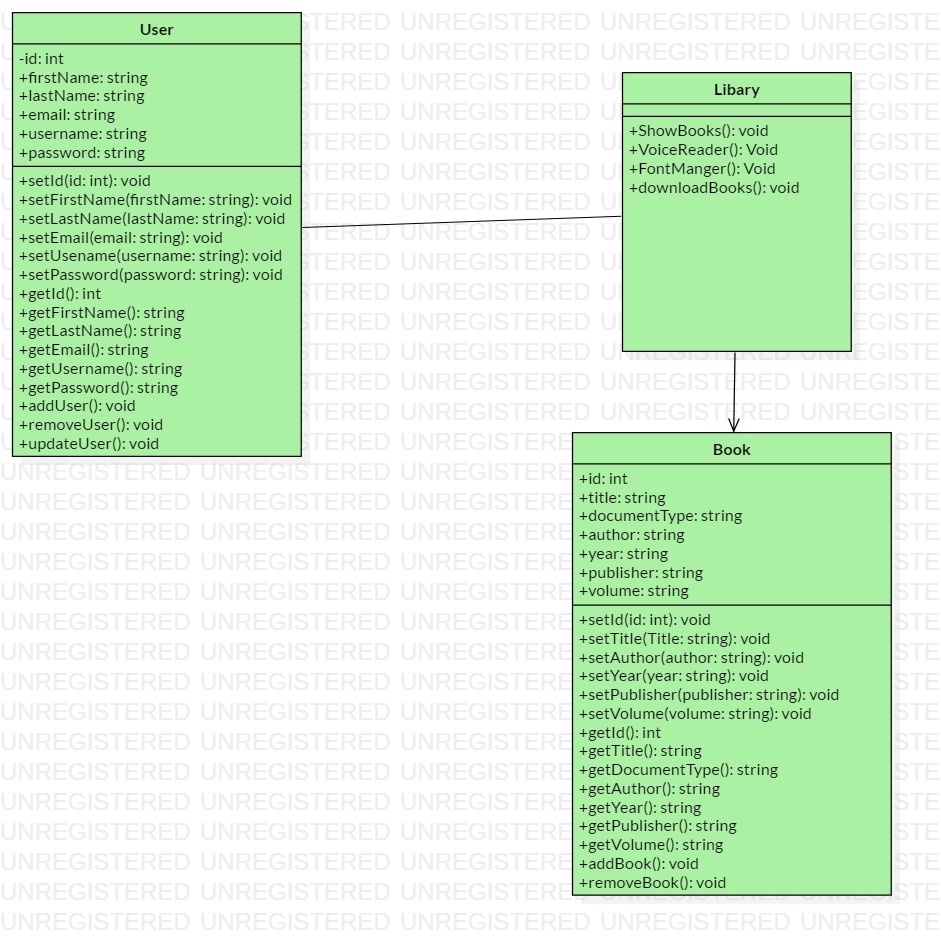 User
-id: int
+firstName: string
+lastName: string
+email: string
+username: string
+password: string
+setId(id: int): void
+setFirstName(firstName: string): void
+setLastName(lastName: string): void
+setEmail(email: string): void
+setUsename(username: string): void
+setPassword(password: string): void
+getId(): int
+getFirstName(): string
+getLastName(): string
+getEmail(): string
+getUsername(): string
+getPassword(): string
+addUser(): void
+removeUser(): void
+updateUser(): void
Libary
+ShowBooks(): void
+VoiceReader(): Void
+FontManger(): Void
+downloadBooks(): void
Book
+id: int
+title: string
+documentType: string
+author: string
+year: string
+publisher: string
+volume: string
+setId(id: int): void
+setTitle(Title: string): void
+setAuthor(author: string): void
+setYear(year: string): void
+setPublisher(publisher: string): void
+setVolume(volume: string): void
+getId(): int
+getTitle(): string
+getDocumentType(): string
+getAuthor(): string
+getYear(): string
+getPublisher(): string
+getVolume(): string
+addBook(): void
+removeBook(): void
UNREGISTERED